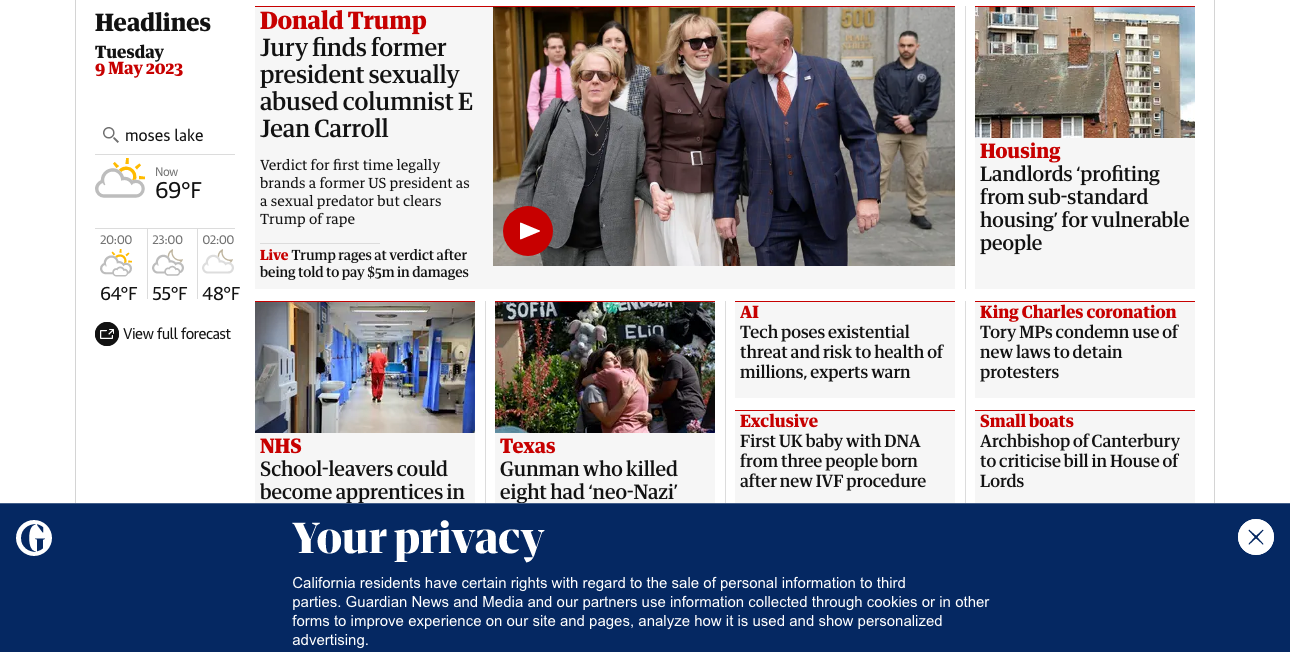 Headlines
Tuesday
9 May 2023
moses lake
Now
69°F
20:00
23:00
02:00
64°F
55°F
48°F
View full forecast
Donald Trump
Jury finds former
president sexually
abused columnist E
Jean Carroll
Verdict for first time legally
brands a former US president as
a sexual predator but clears
Trump of rape
Live Trump rages at verdict after
being told to pay $5m in damages
500
200
Housing
Landlords ‘profiting
from sub-standard
housing’ for vulnerable
people
NHS
School-leavers could
become apprentices in
SOFIA
ELIO
Texas
Gunman who killed
eight had ‘neo-Nazi’
AI
Tech poses existential
threat and risk to health of
millions, experts warn
Exclusive
First UK baby with DNA
from three people born
after new IVF procedure
King Charles coronation
Tory MPs condemn use of
new laws to detain
protesters
Small boats
Archbishop of Canterbury
to criticise bill in House of
Lords
G
Your privacy
California residents have certain rights with regard to the sale of personal information to third
parties. Guardian News and Media and our partners use information collected through cookies or in other
forms to improve experience on our site and pages, analyze how it is used and show personalized
advertising.